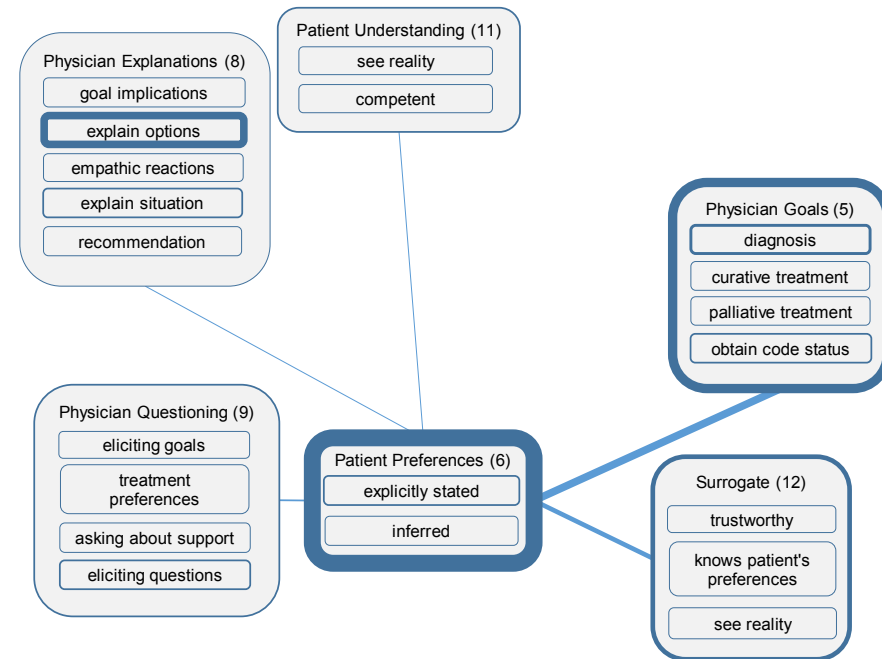 Physician Explanations (8)
goal implications
explain options
empathic reactions
explain situation
recommendation
Patient Understanding (11)
see reality
competent
Physician Goals (5)
diagnosis
curative treatment
palliative treatment
obtain code status
Physician Questioning (9)
eliciting goals
treatment
preferences
asking about support
eliciting questions
Patient Preferences (6)
explicitly stated
inferred
Surrogate (12)
trustworthy
knows patient's
preferences
see reality